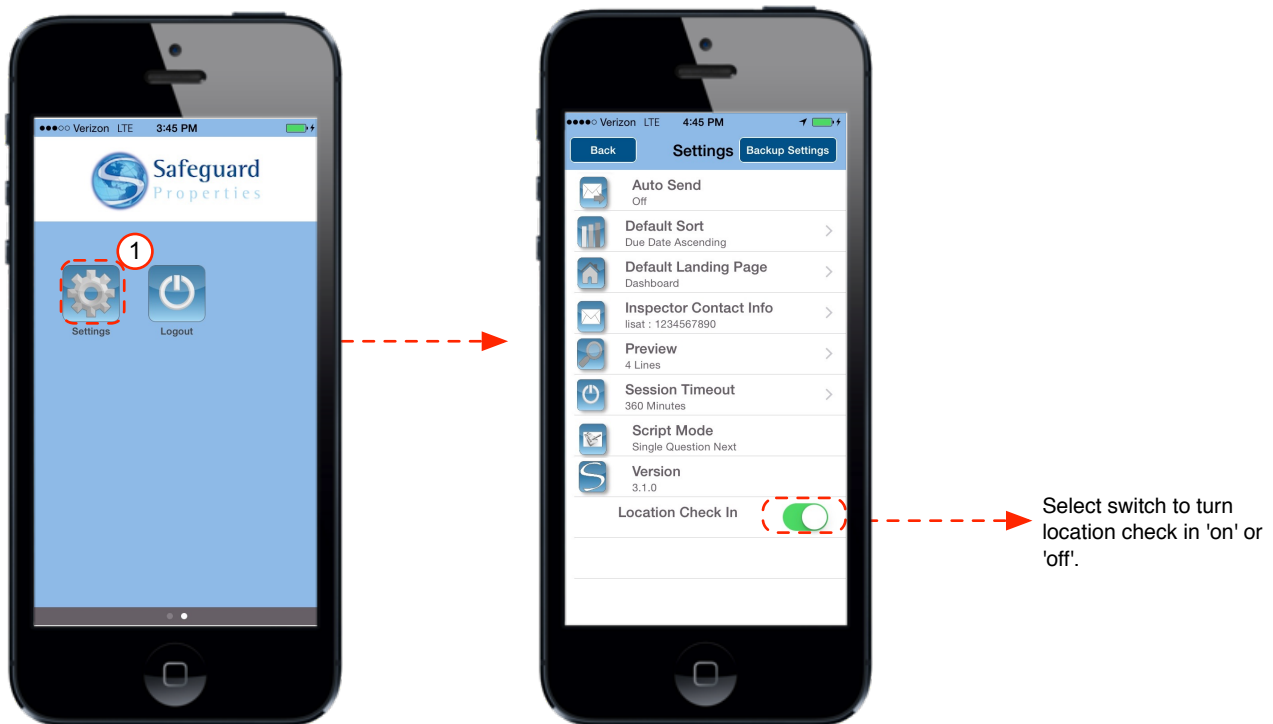 Verizon LTE 3:45 PM
Safeguard
Properties
1
Settings
Logout
Verizon LTE 4:45 PM
Back
Settings
Backup Settings
Auto Send
Off
Default Sort
Due Date Ascending
Default Landing Page
Dashboard
Inspector Contact Info
lisat : 1234567890
Preview
4 Lines
Session Timeout
360 Minutes
Script Mode
Single Question Next
Version
3.1.0
Location Check In
Select switch to turn
location check in 'on' or
'off'.